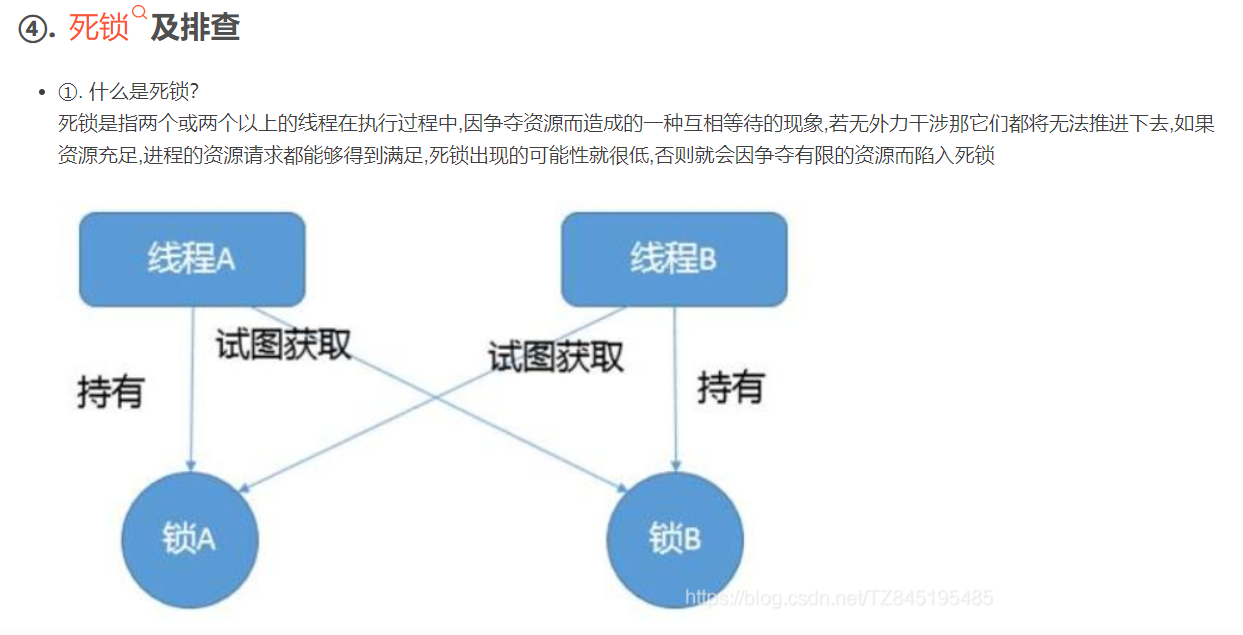 ④. 死锁及排查
①. 什么是死锁?
死锁是指两个或两个以上的线程在执行过程中,因争夺资源而造成的一种互相等待的现象,若无外力干涉那它们都将无法推进下去,如果
资源充足,进程的资源请求都能够得到满足,死锁出现的可能性就很低,否则就会因争夺有限的资源而陷入死锁
线程A
线程B
试图获取
试图获取
持有
持有
锁A
锁B
https://blog.csdn.net/TZ845195485